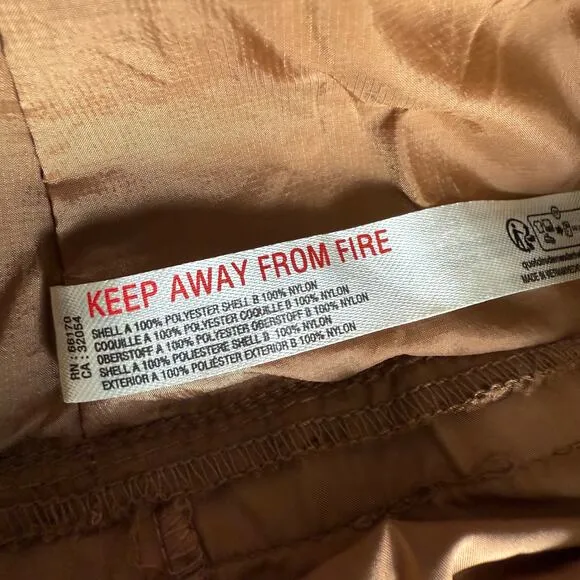 KEEP AWAY FROM FIRE
SHELL A 100% POLYESTER SHELL B 100% NYLON
COQUILLE A 100% POLYESTER COQUILLE B 100% NYLON
OBERSTOFF A 100% POLYESTER OBERSTOFF B 100% NYLON
SHELL A 100% POLIESTERE SHELL B 100% NYLON
EXTERIOR A 100% POLIÉSTER EXTERIOR B 100% NYLON
RN : 66170
CA : 32054
MADE IN